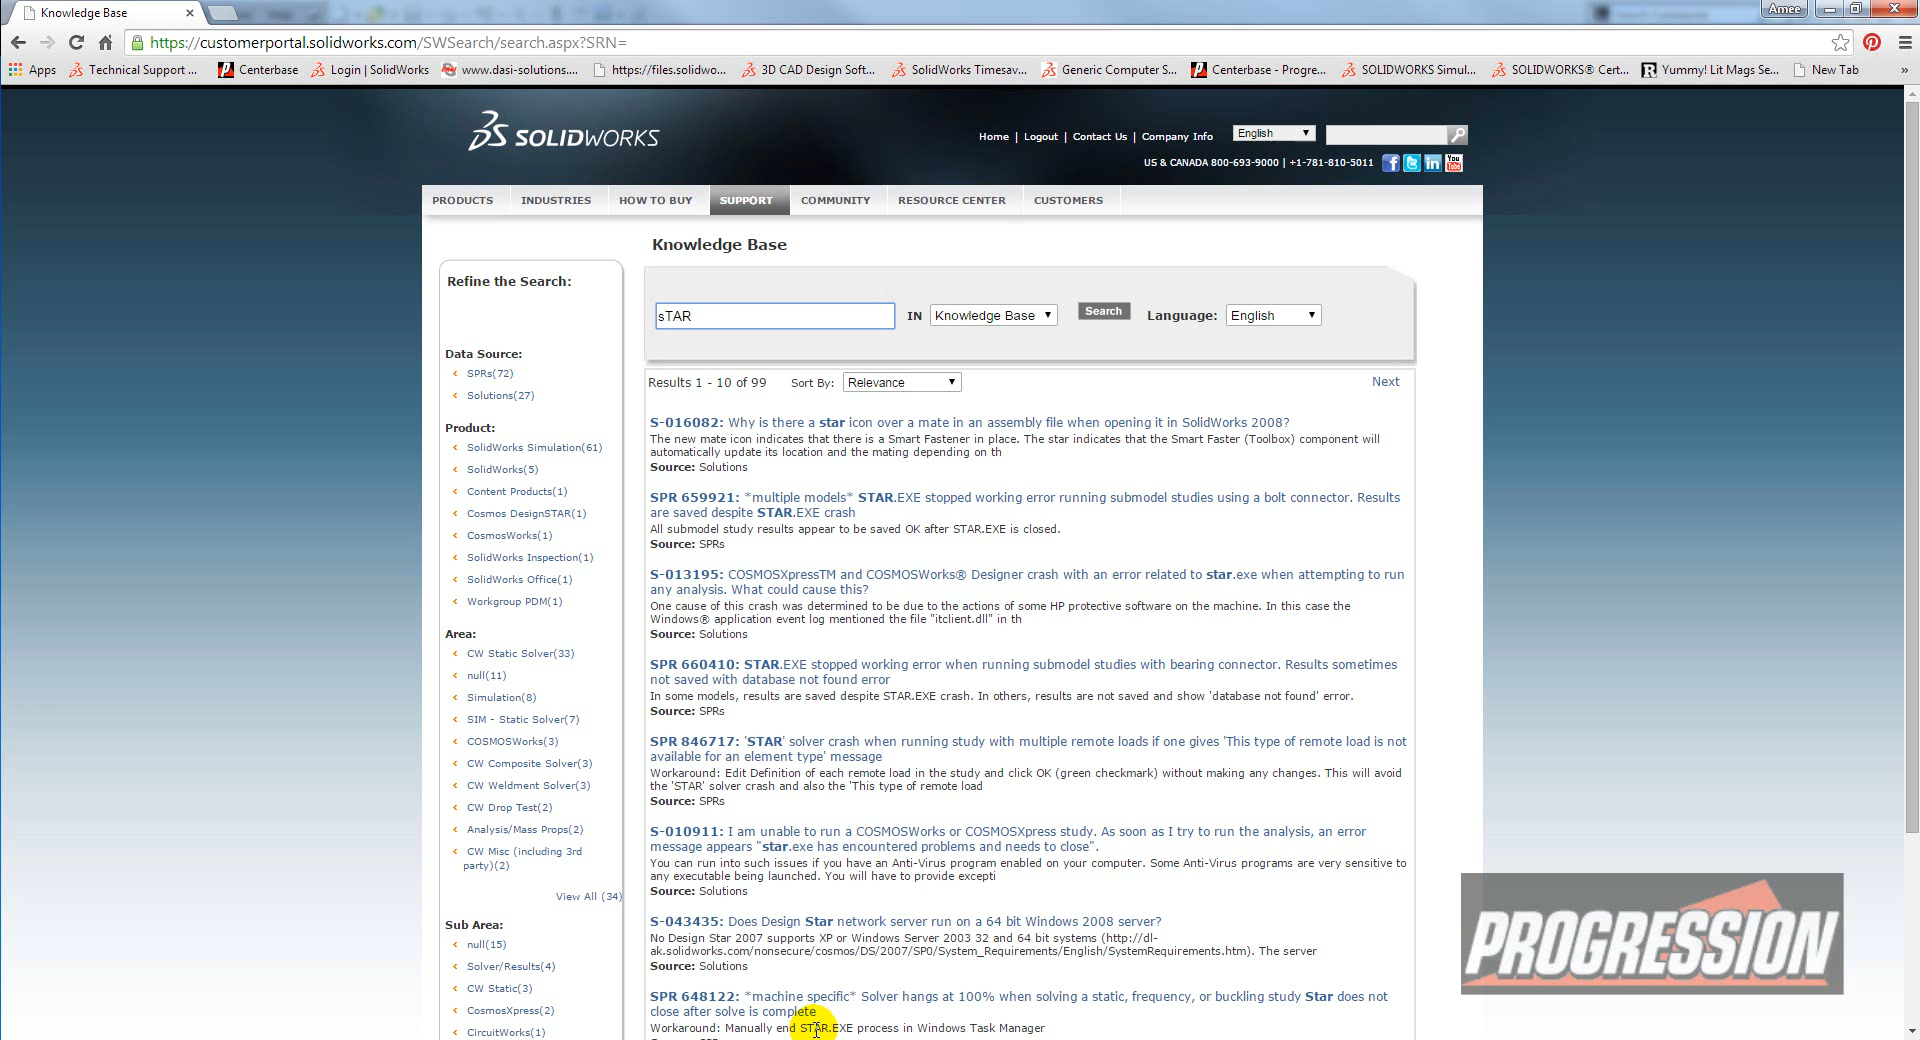 Knowledge Base
Amee
https://customerportal.solidworks.com/SWSearch/search.aspx?SRN=
Apps Technical Support ... Centerbase Login | SolidWorks www.dasi-solutions.... https://files.solidwo... 3D CAD Design Soft... SolidWorks Timesav... Generic Computer S... Centerbase - Progre... SOLIDWORKS Simul... SOLIDWORKS® Cert... Yummy! Lit Mags Se... New Tab »
SOLIDWORKS
Home | Logout | Contact Us | Company Info English
US & CANADA 800-693-9000 | +1-781-810-5011
PRODUCTS INDUSTRIES HOW TO BUY SUPPORT COMMUNITY RESOURCE CENTER CUSTOMERS
Knowledge Base
Refine the Search:
Data Source:
SPRs(72)
Solutions(27)
Product:
SolidWorks Simulation(61)
SolidWorks(5)
Content Products(1)
Cosmos DesignSTAR(1)
CosmosWorks(1)
SolidWorks Inspection(1)
SolidWorks Office(1)
Workgroup PDM(1)
Area:
CW Static Solver(33)
null(11)
Simulation(8)
SIM - Static Solver(7)
COSMOSWorks(3)
CW Composite Solver(3)
CW Weldment Solver(3)
CW Drop Test(2)
Analysis/Mass Props(2)
CW Misc (including 3rd
party)(2)
View All (34)
Sub Area:
null(15)
Solver/Results(4)
CW Static(3)
CosmosXpress(2)
CircuitWorks(1)
sTAR IN Knowledge Base Search Language: English
Results 1 - 10 of 99 Sort By: Relevance Next
S-016082: Why is there a star icon over a mate in an assembly file when opening it in SolidWorks 2008?
The new mate icon indicates that there is a Smart Fastener in place. The star indicates that the Smart Faster (Toolbox) component will
automatically update its location and the mating depending on th
Source: Solutions
SPR 659921: *multiple models* STAR.EXE stopped working error running submodel studies using a bolt connector. Results
are saved despite STAR.EXE crash
All submodel study results appear to be saved OK after STAR.EXE is closed.
Source: SPRs
S-013195: COSMOSXpressTM and COSMOSWorks® Designer crash with an error related to star.exe when attempting to run
any analysis. What could cause this?
One cause of this crash was determined to be due to the actions of some HP protective software on the machine. In this case the
Windows® application event log mentioned the file "itclient.dll" in th
Source: Solutions
SPR 660410: STAR.EXE stopped working error when running submodel studies with bearing connector. Results sometimes
not saved with database not found error
In some models, results are saved despite STAR.EXE crash. In others, results are not saved and show 'database not found' error.
Source: SPRs
SPR 846717: 'STAR' solver crash when running study with multiple remote loads if one gives 'This type of remote load is not
available for an element type' message
Workaround: Edit Definition of each remote load in the study and click OK (green checkmark) without making any changes. This will avoid
the 'STAR' solver crash and also the 'This type of remote load
Source: SPRs
S-010911: I am unable to run a COSMOSWorks or COSMOSXpress study. As soon as I try to run the analysis, an error
message appears "star.exe has encountered problems and needs to close".
You can run into such issues if you have an Anti-Virus program enabled on your computer. Some Anti-Virus programs are very sensitive to
any executable being launched. You will have to provide excepti
Source: Solutions
S-043435: Does Design Star network server run on a 64 bit Windows 2008 server?
No Design Star 2007 supports XP or Windows Server 2003 32 and 64 bit systems (http://dl-
ak.solidworks.com/nonsecure/cosmos/DS/2007/SP0/System_Requirements/English/SystemRequirements.htm). The server
Source: Solutions
SPR 648122: *machine specific* Solver hangs at 100% when solving a static, frequency, or buckling study Star does not
close after solve is complete
Workaround: Manually end STAR.EXE process in Windows Task Manager
PROGRESSION